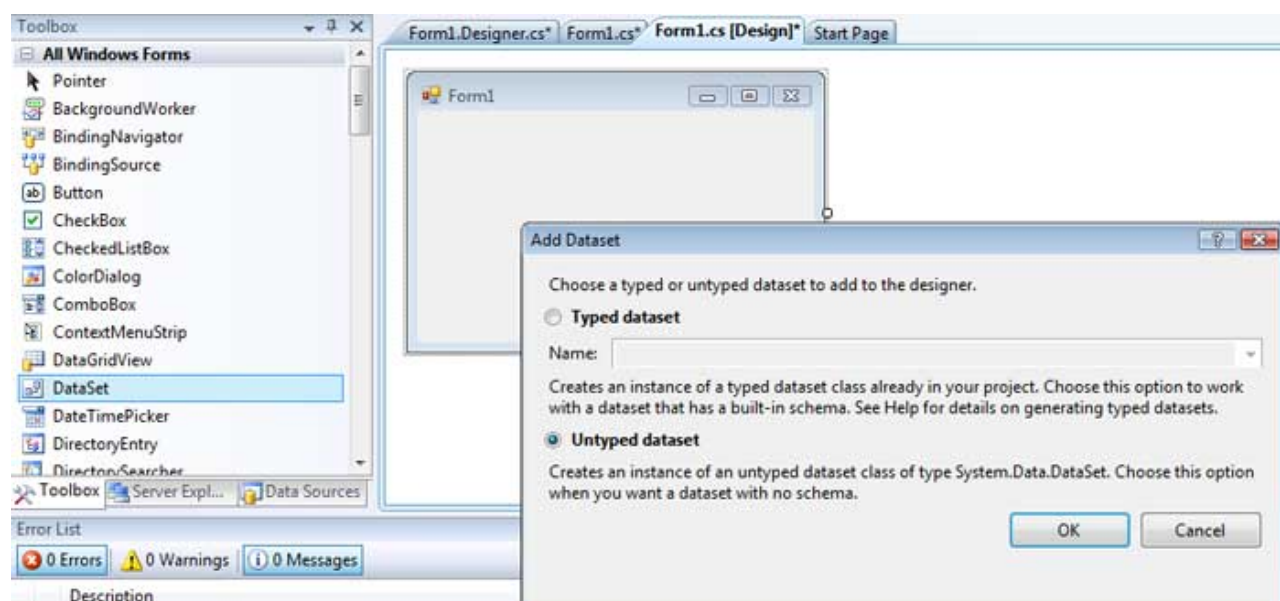 Toolbox
All Windows Forms
Pointer
BackgroundWorker
BindingNavigator
BindingSource
Button
CheckBox
CheckedListBox
ColorDialog
ComboBox
ContextMenuStrip
DataGridView
DataSet
DateTimePicker
DirectoryEntry
DirectorySearcher
Toolbox Server Expl... Data Sources
Form1.Designer.cs* Form1.cs* Form1.cs [Design]* Start Page
Form1
Add Dataset
Choose a typed or untyped dataset to add to the designer.
Typed dataset
Name:
Creates an instance of a typed dataset class already in your project. Choose this option to work
with a dataset that has a built-in schema. See Help for details on generating typed datasets.
Untyped dataset
Creates an instance of an untyped dataset class of type System.Data.DataSet. Choose this option
when you want a dataset with no schema.
OK Cancel
Error List
0 Errors 0 Warnings 0 Messages
Description